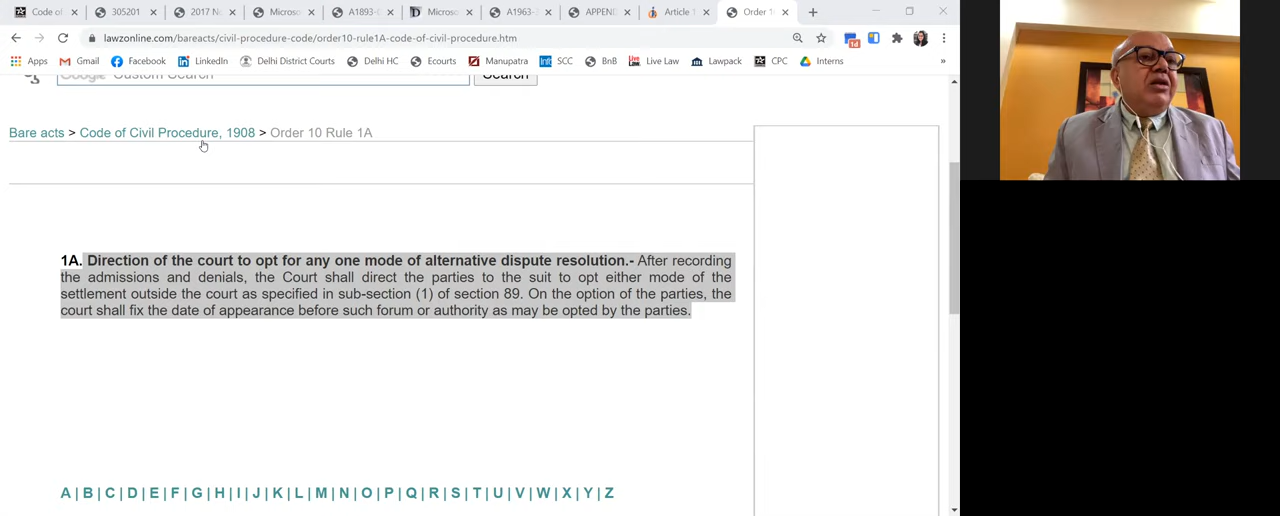 Code of
305201
2017 N
Microso
A1893-
Microso
A1963-
APPEND
Article 1
Order 1
lawzonline.com/bareacts/civil-procedure-code/order10-rule1A-code-of-civil-procedure.htm
Apps Gmail Facebook LinkedIn Delhi District Courts Delhi HC Ecourts Manupatra SCC BnB Live Law Lawpack CPC Interns »
Google Custom Search Search
Bare acts > Code of Civil Procedure, 1908 > Order 10 Rule 1A
1A. Direction of the court to opt for any one mode of alternative dispute resolution.- After recording
the admissions and denials, the Court shall direct the parties to the suit to opt either mode of the
settlement outside the court as specified in sub-section (1) of section 89. On the option of the parties, the
court shall fix the date of appearance before such forum or authority as may be opted by the parties.
A | B | C | D | E | F | G | H | I | J | K | L | M | N | O | P | Q | R | S | T | U | V | W | X | Y | Z